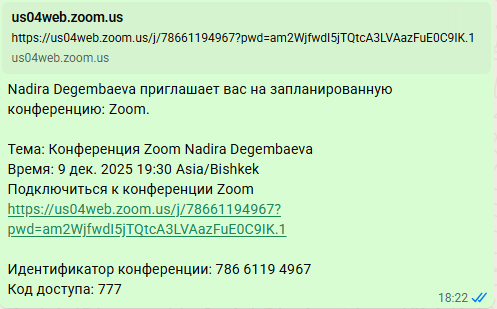 us04web.zoom.us
https://us04web.zoom.us/j/78661194967?pwd=am2WjfwdI5jTQtcA3LVAazFuE0C9IK.1
us04web.zoom.us
Nadira Degembaeva приглашает вас на запланированную
конференцию: Zoom.
Тема: Конференция Zoom Nadira Degembaeva
Время: 9 дек. 2025 19:30 Asia/Bishkek
Подключиться к конференции Zoom
https://us04web.zoom.us/j/78661194967?
pwd=am2WjfwdI5jTQtcA3LVAazFuE0C9IK.1
Идентификатор конференции: 786 6119 4967
Код доступа: 777
18:22